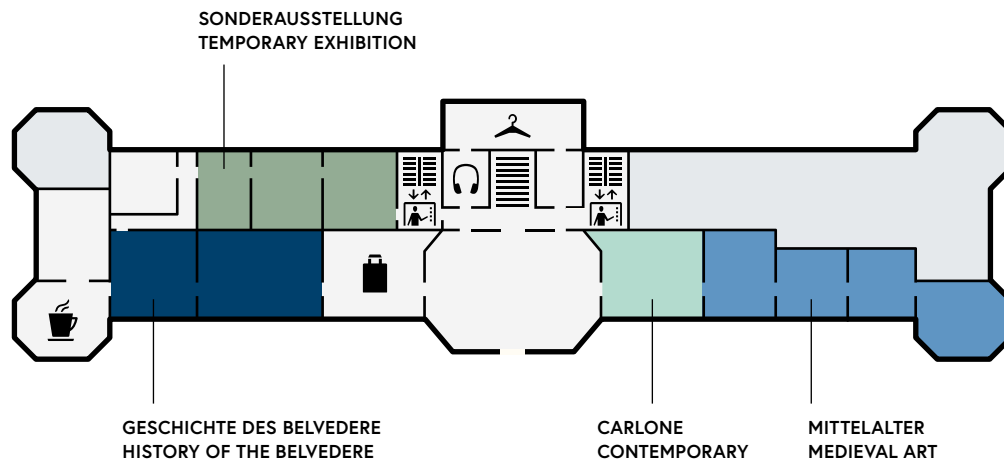 SONDERAUSSTELLUNG
TEMPORARY EXHIBITION
GESCHICHTE DES BELVEDERE
HISTORY OF THE BELVEDERE
CARLONE
CONTEMPORARY
MITTELALTER
MEDIEVAL ART